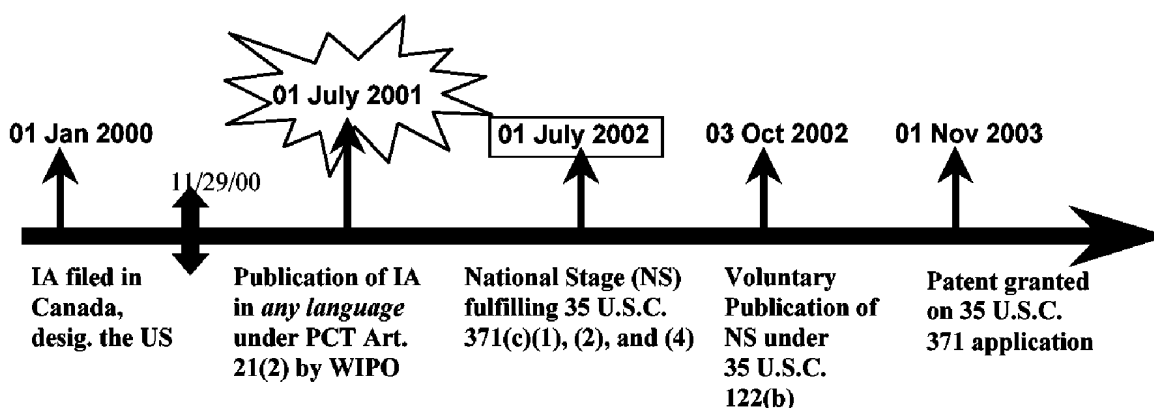 01 July 2001
01 Jan 2000
01 July 2002
03 Oct 2002
01 Nov 2003
11/29/00
IA filed in
Canada,
desig. the US
Publication of IA
in any language
under PCT Art.
21(2) by WIPO
National Stage (NS)
fulfilling 35 U.S.C.
371(c)(1), (2), and (4)
Voluntary
Publication of
NS under
35 U.S.C.
122(b)
Patent granted
on 35 U.S.C.
371 application